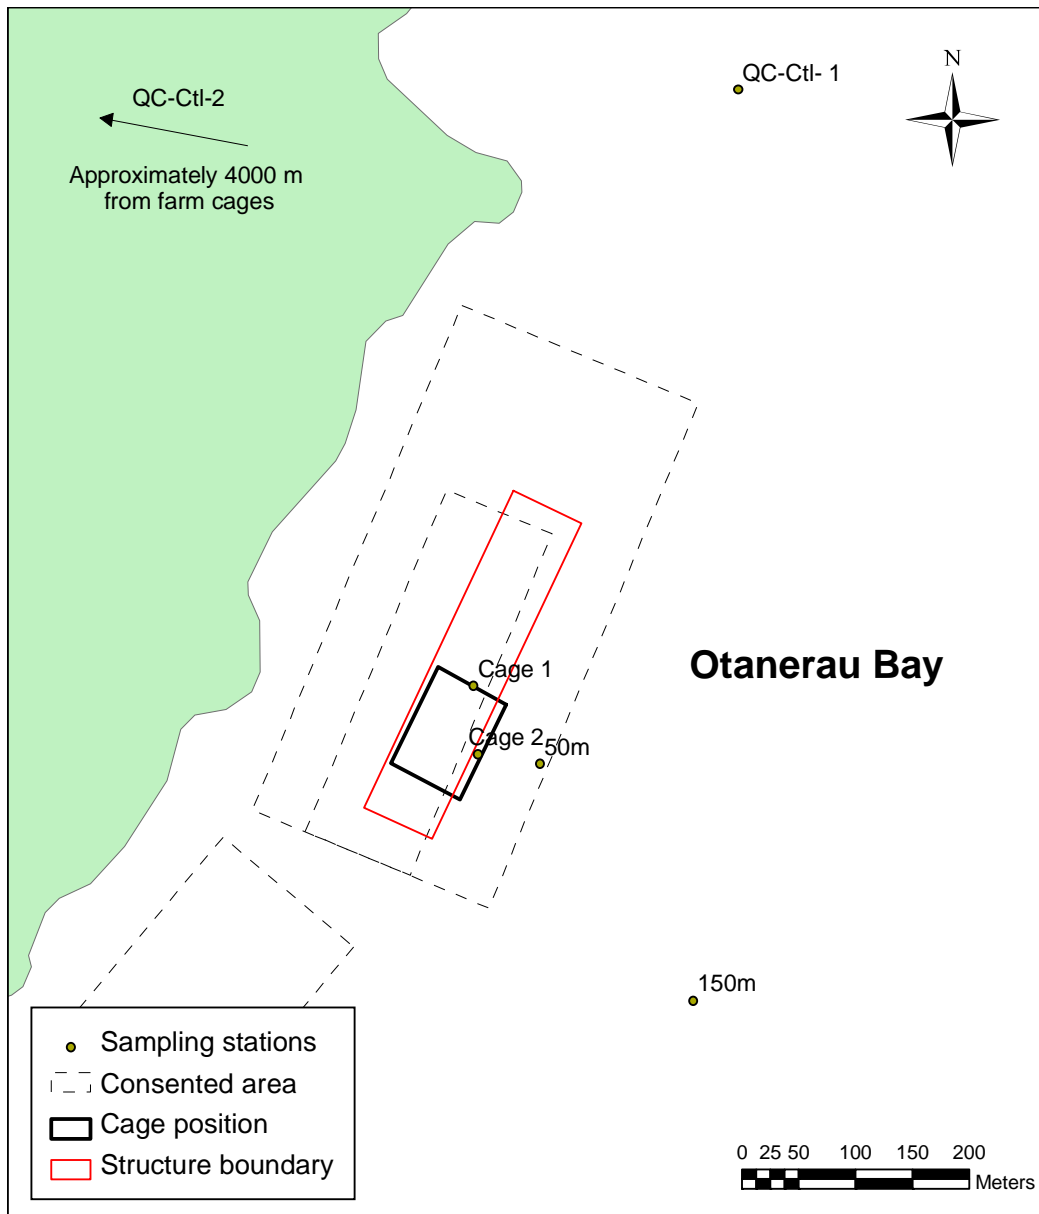 QC-Ctl- 1
N
QC-Ctl-2
Approximately 4000 m
from farm cages
Otanerau Bay
Cage 1
Cage 2
50m
150m
Sampling stations
Consented area
Cage position
Structure boundary
0 25 50 100 150 200
Meters